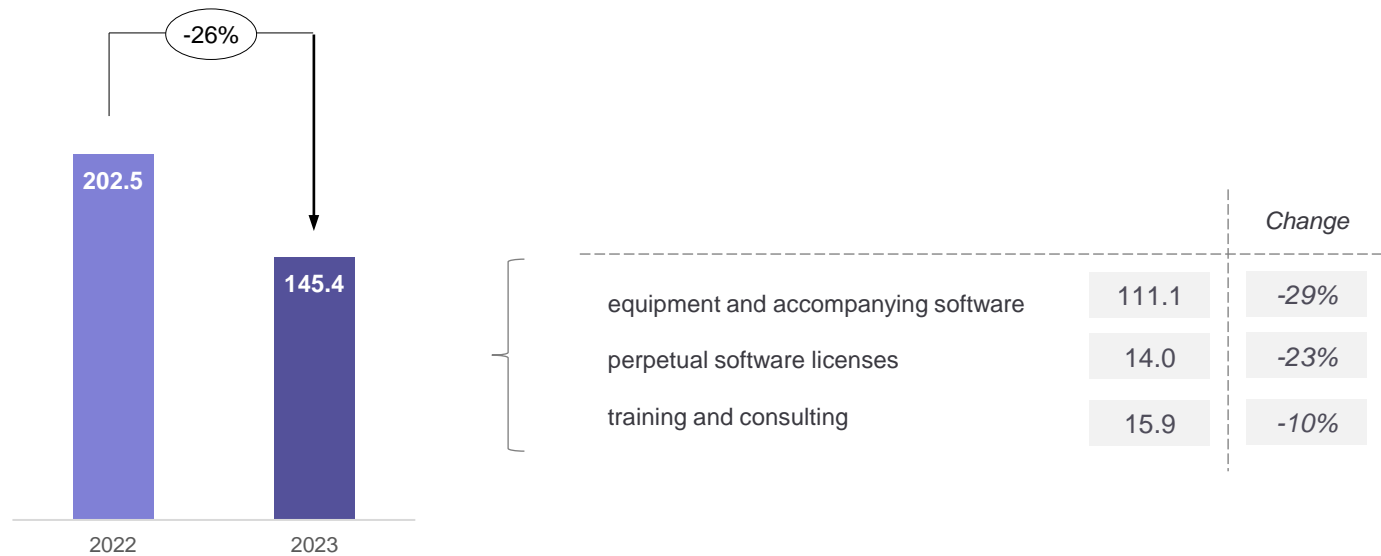 -26%
202.5
145.4
2022
2023
Change
equipment and accompanying software 111.1 -29%
perpetual software licenses 14.0 -23%
training and consulting 15.9 -10%